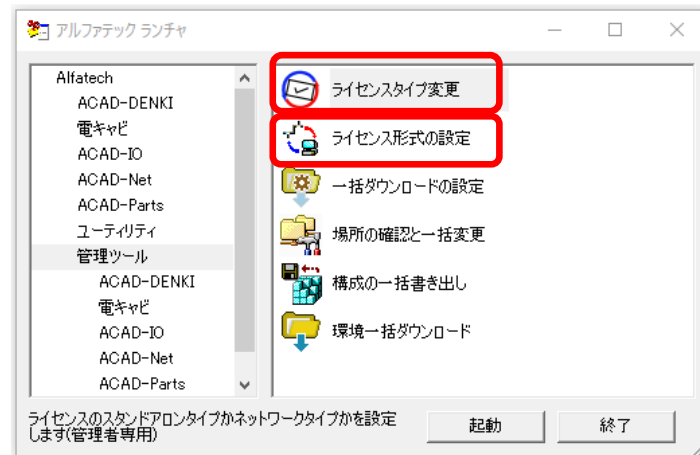 アルファテック ランチャ
Alfatech
ACAD-DENKI
電キャビ
ACAD-IO
ACAD-Net
ACAD-Parts
ユーティリティ
管理ツール
ACAD-DENKI
電キャビ
ACAD-IO
ACAD-Net
ACAD-Parts
ライセンスタイプ変更
ライセンス形式の設定
一括ダウンロードの設定
場所の確認と一括変更
構成の一括書き出し
環境一括ダウンロード
ライセンスのスタンドアロンタイプかネットワークタイプかを設定
します(管理者専用)
起動
終了